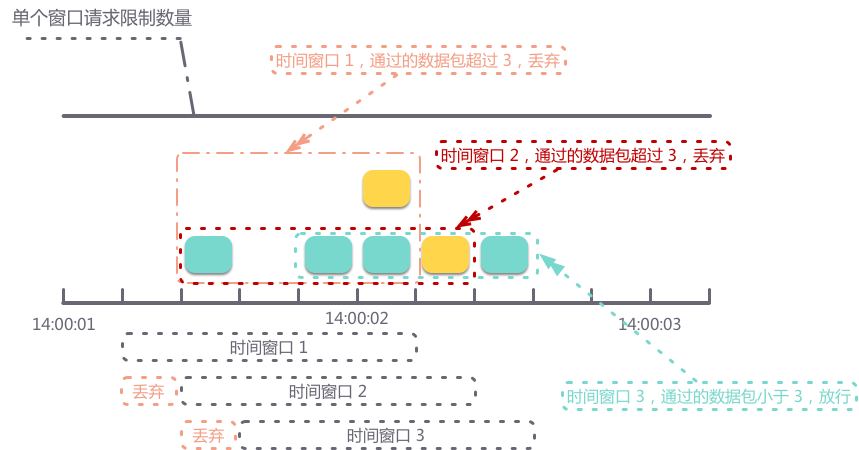 单个窗口请求限制数量
时间窗口 1，通过的数据包超过 3，丢弃
时间窗口 2，通过的数据包超过 3，丢弃
14:00:01
14:00:02
14:00:03
时间窗口 1
丢弃
时间窗口 2
时间窗口 3，通过的数据包小于 3，放行
丢弃
时间窗口 3